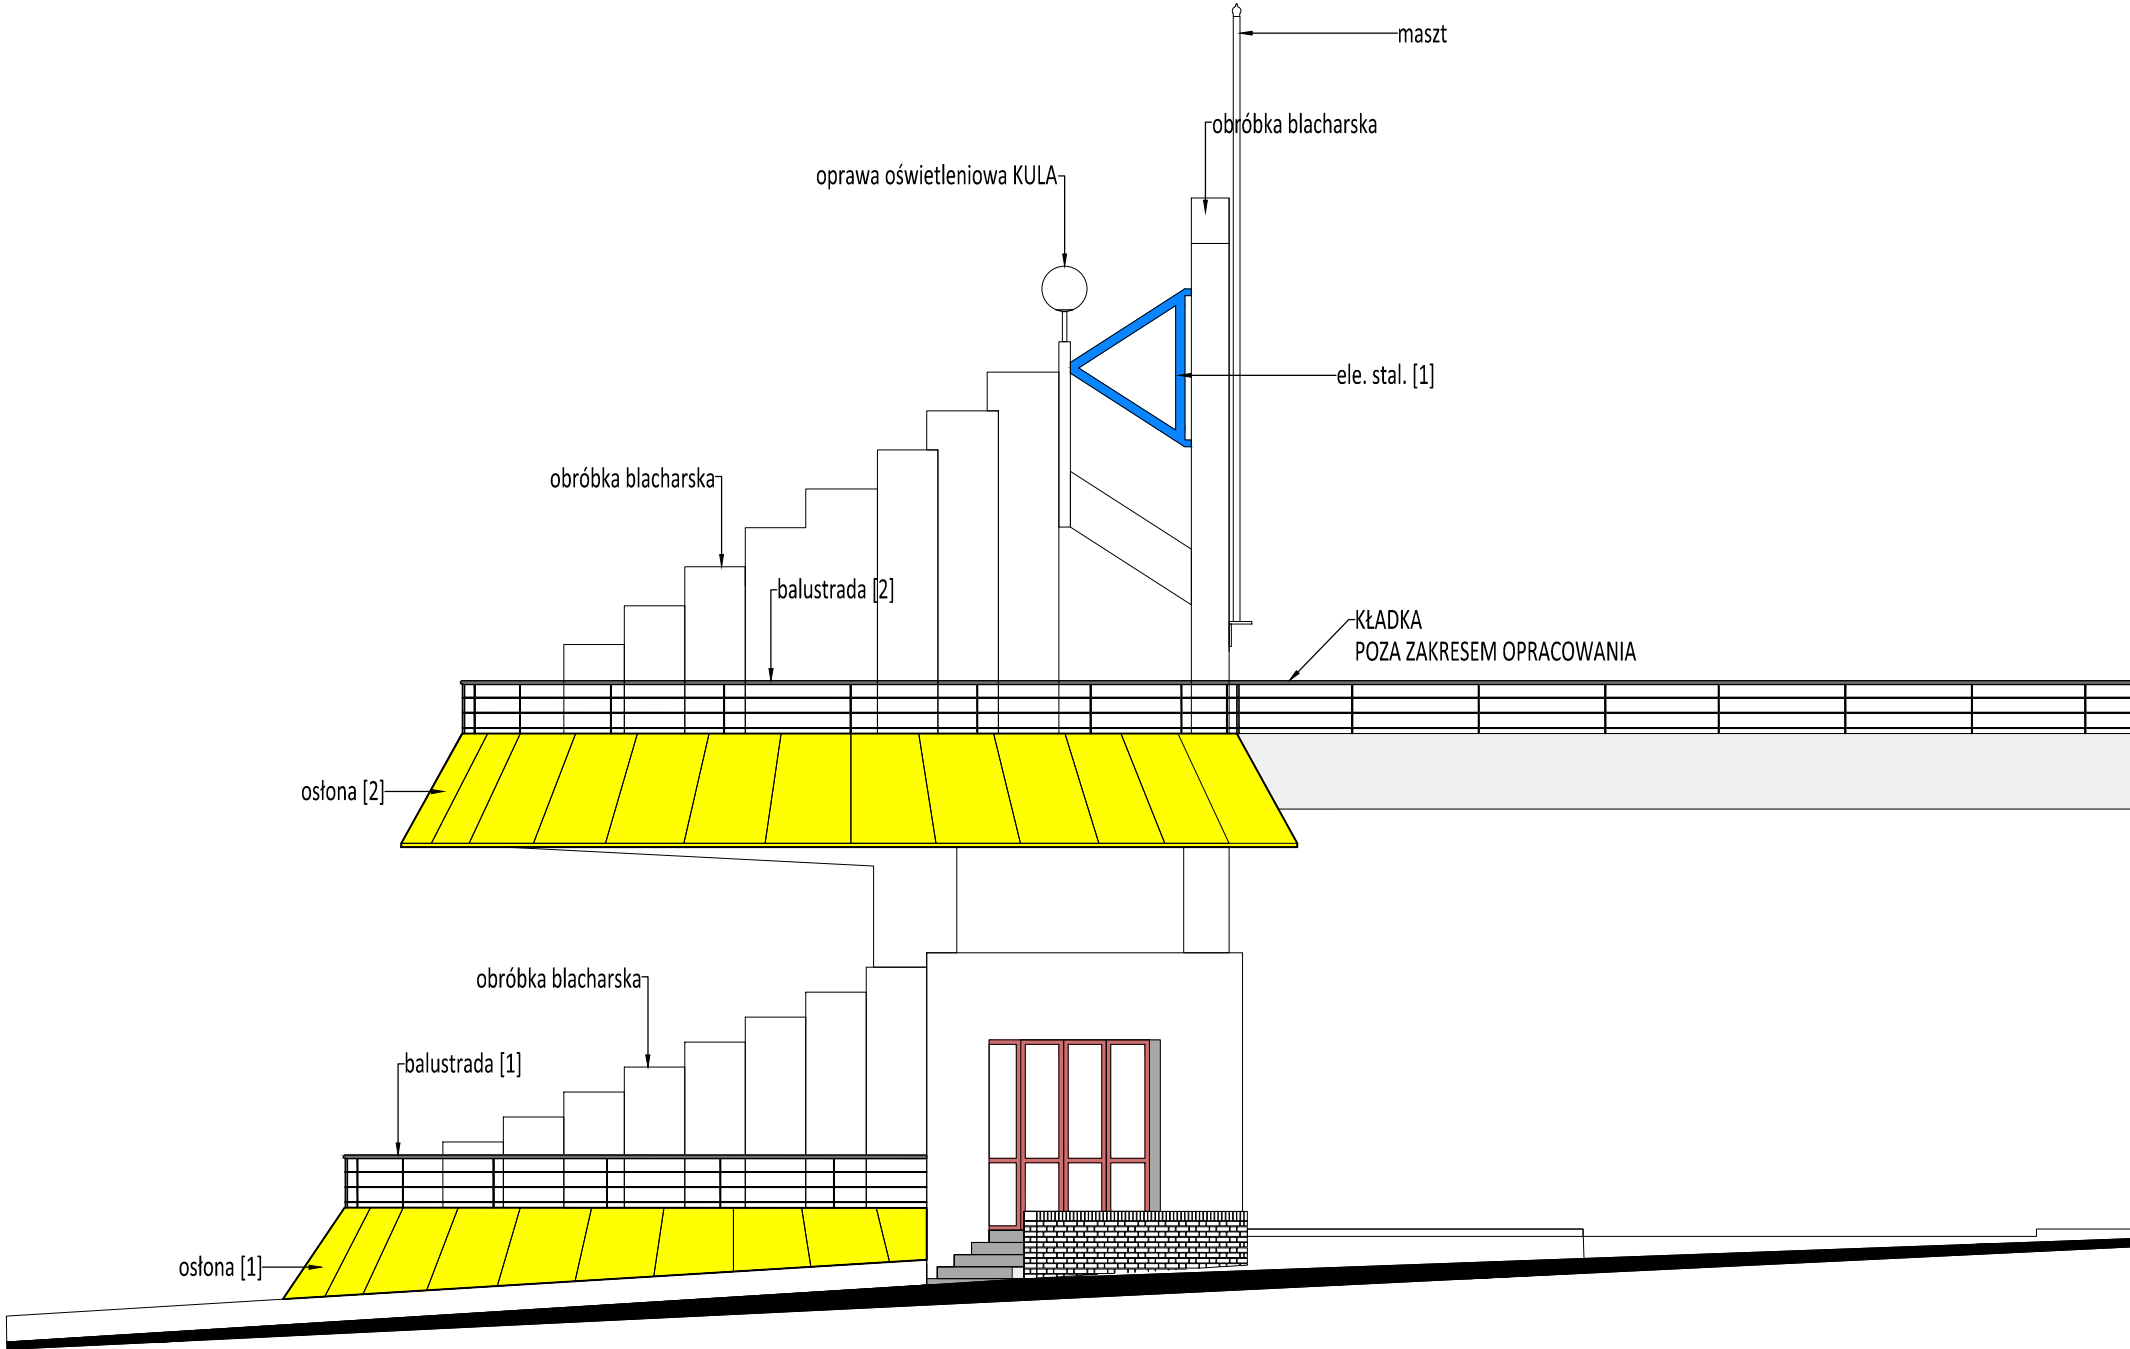 maszt
obróbka blacharska
oprawa oświetleniowa KULA
ele. stal. [1]
obróbka blacharska
balustrada [2]
KŁADKA
POZA ZAKRESEM OPRACOWANIA
osłona [2]
obróbka blacharska
balustrada [1]
osłona [1]